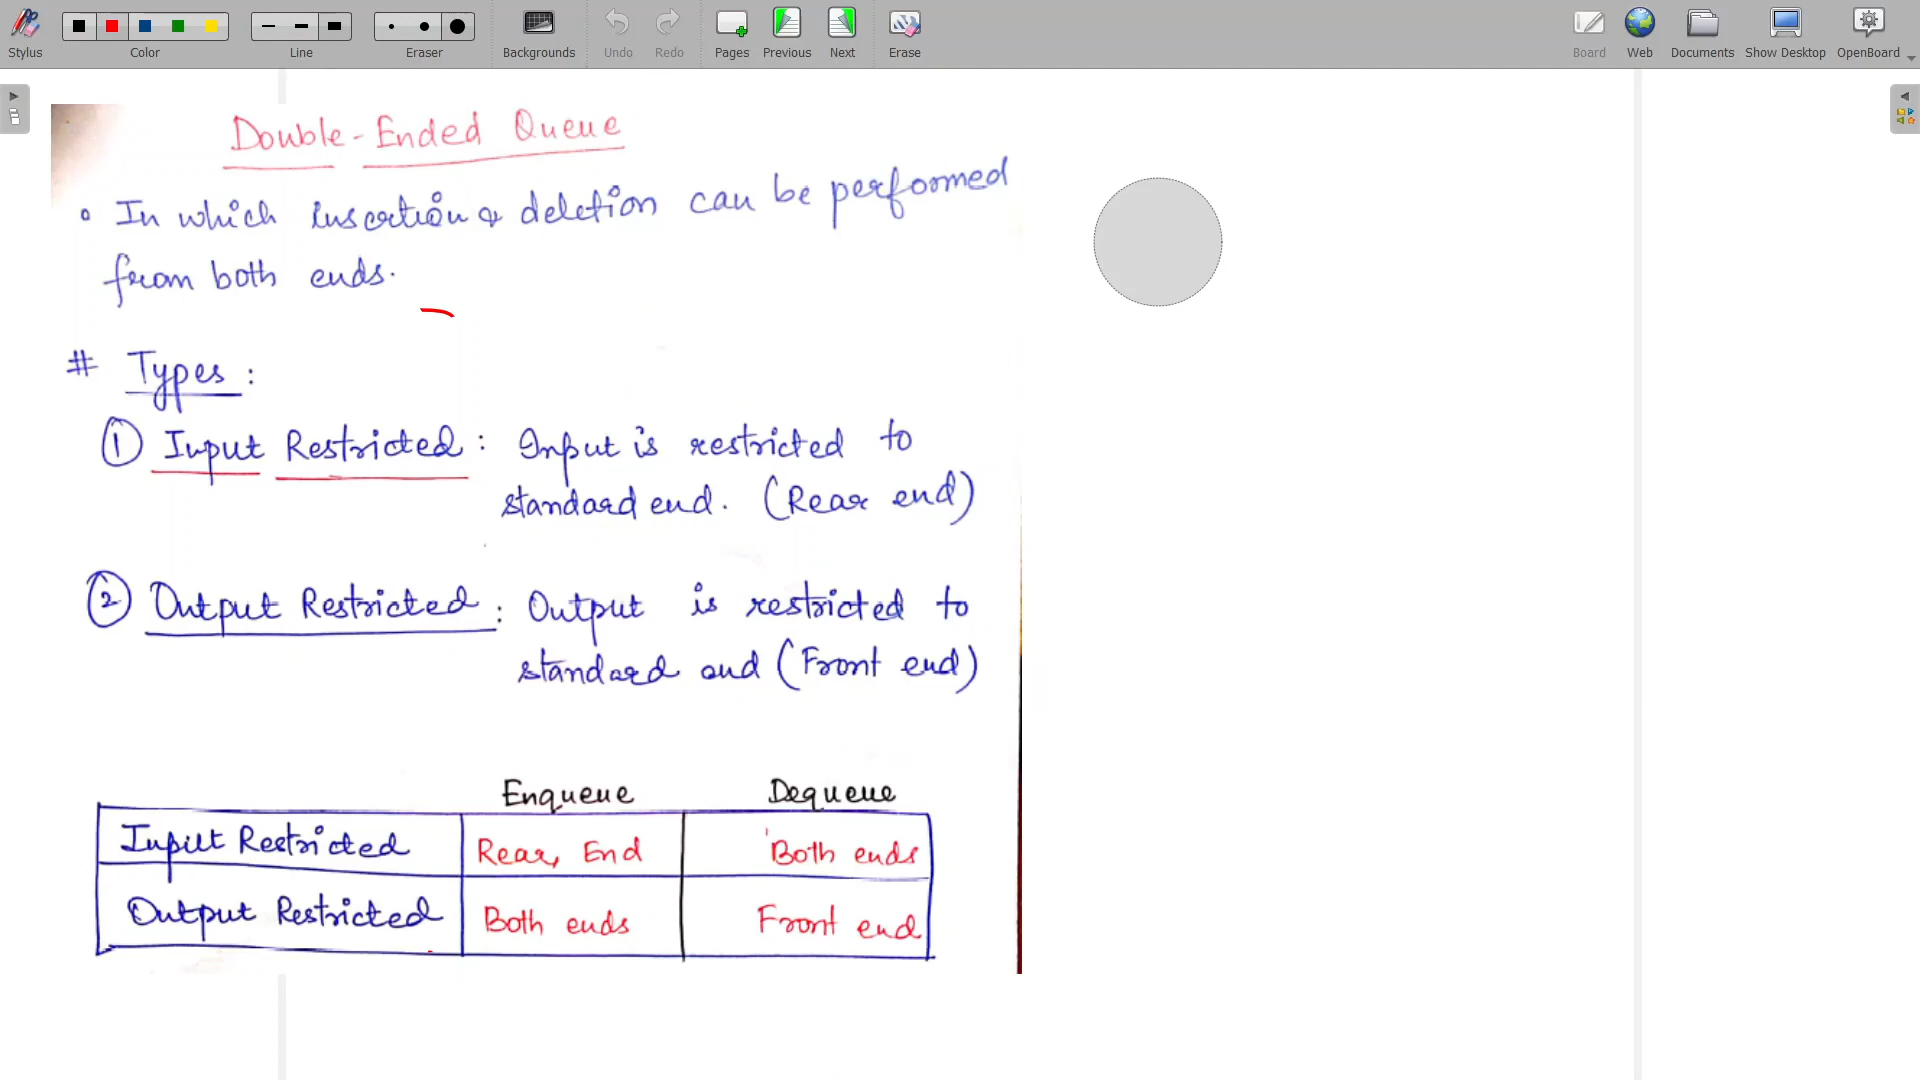 Stylus
Color
Line
Eraser
Backgrounds
Undo
Redo
Pages
Previous
Next
Erase
Board
Web
Documents
Show Desktop
OpenBoard
Double-Ended Queue
• In which insertion & deletion can be performed
from both ends.
# Types :
① Input Restricted : Input is restricted to
standard end. (Rear end)
② Output Restricted : Output is restricted to
standard end (Front end)
Enqueue Dequeue
Input Restricted Rear End Both ends
Output Restricted Both ends Front end